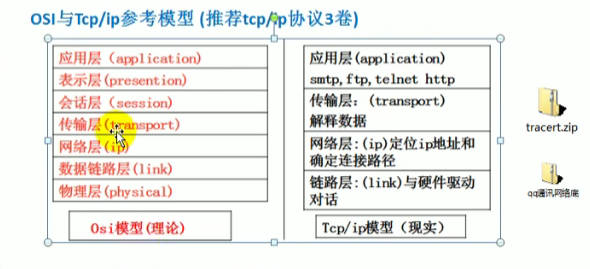 OSI与Tcp/ip参考模型 (推荐tcp/ip协议3卷)
应用层（application)
表示层(presention)
会话层（session)
传输层(transport)
网络层(ip)
数据链路层(link)
物理层(physical)
Osi模型(理论)
应用层(application)
smtp,ftp,telnet http
传输层：（transport)
解释数据
网络层:(ip)定位ip地址和
确定连接路径
链路层:(link)与硬件驱动
对话
Tcp/ip模型（现实）
tracert.zip
qq通讯网络底